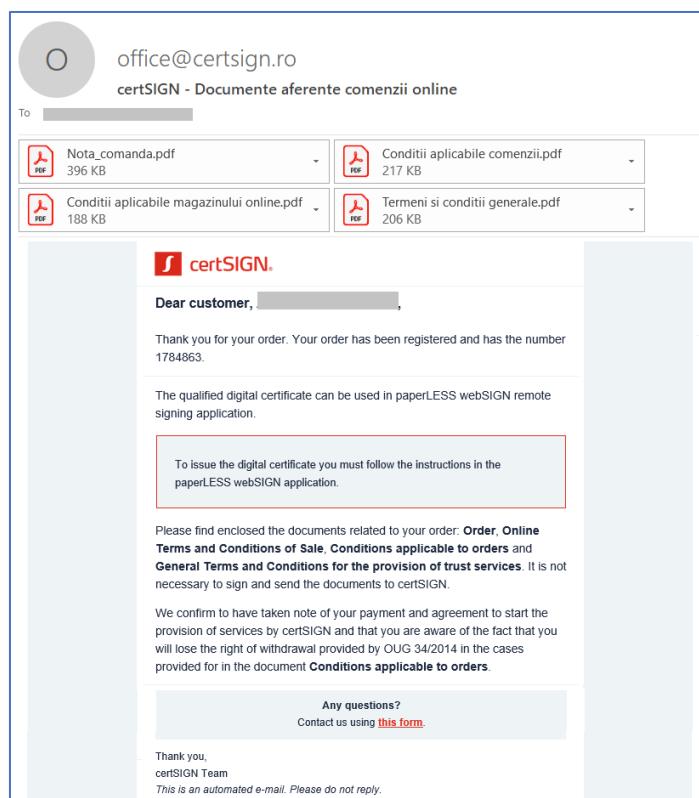 O
office@certsign.ro
certSIGN - Documente aferente comenzii online
To
PDF
Nota_comanda.pdf
396 KB
PDF
Conditii aplicabile comenzii.pdf
217 KB
PDF
Conditii aplicabile magazinului online.pdf
188 KB
PDF
Termeni si conditii generale.pdf
206 KB
certSIGN®
Dear customer, ,
Thank you for your order. Your order has been registered and has the number
1784863.
The qualified digital certificate can be used in paperLESS webSIGN remote
signing application.
To issue the digital certificate you must follow the instructions in the
paperLESS webSIGN application.
Please find enclosed the documents related to your order: Order, Online
Terms and Conditions of Sale, Conditions applicable to orders and
General Terms and Conditions for the provision of trust services. It is not
necessary to sign and send the documents to certSIGN.
We confirm to have taken note of your payment and agreement to start the
provision of services by certSIGN and that you are aware of the fact that you
will lose the right of withdrawal provided by OUG 34/2014 in the cases
provided for in the document Conditions applicable to orders.
Any questions?
Contact us using this form.
Thank you,
certSIGN Team
This is an automated e-mail. Please do not reply.